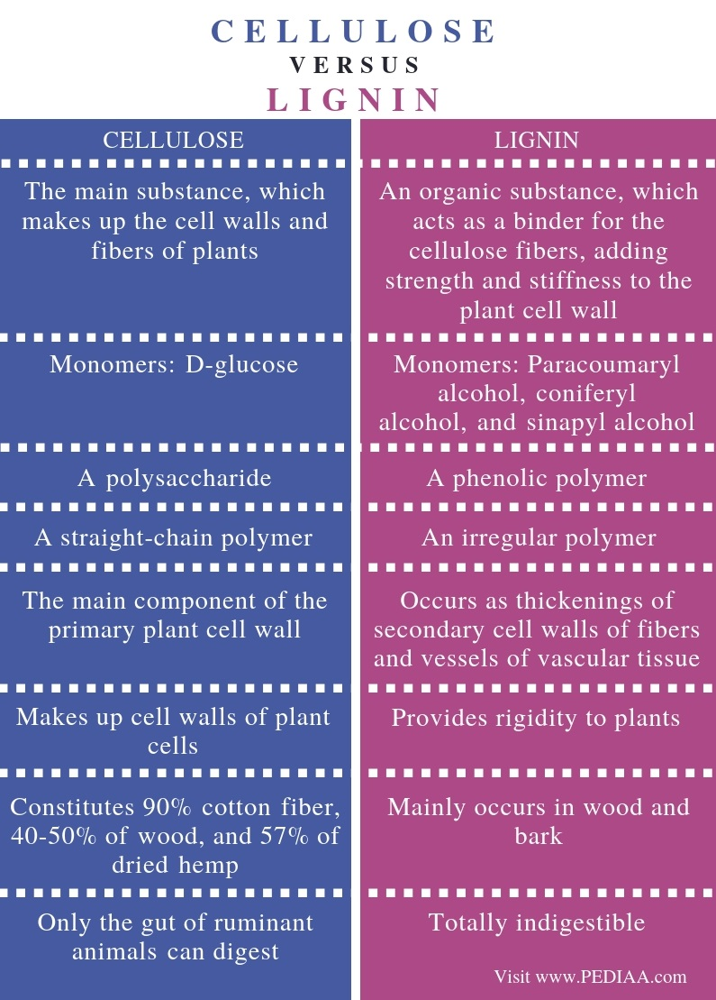 CELLULOSE
VERSUS
LIGNIN
CELLULOSE
LIGNIN
The main substance, which
makes up the cell walls and
fibers of plants
An organic substance, which
acts as a binder for the
cellulose fibers, adding
strength and stiffness to the
plant cell wall
Monomers: D-glucose
Monomers: Paracoumaryl
alcohol, coniferyl
alcohol, and sinapyl alcohol
A polysaccharide
A phenolic polymer
A straight-chain polymer
An irregular polymer
The main component of the
primary plant cell wall
Occurs as thickenings of
secondary cell walls of fibers
and vessels of vascular tissue
Makes up cell walls of plant
cells
Provides rigidity to plants
Constitutes 90% cotton fiber,
40-50% of wood, and 57% of
dried hemp
Mainly occurs in wood and
bark
Only the gut of ruminant
animals can digest
Totally indigestible
Visit www.PEDIAA.com